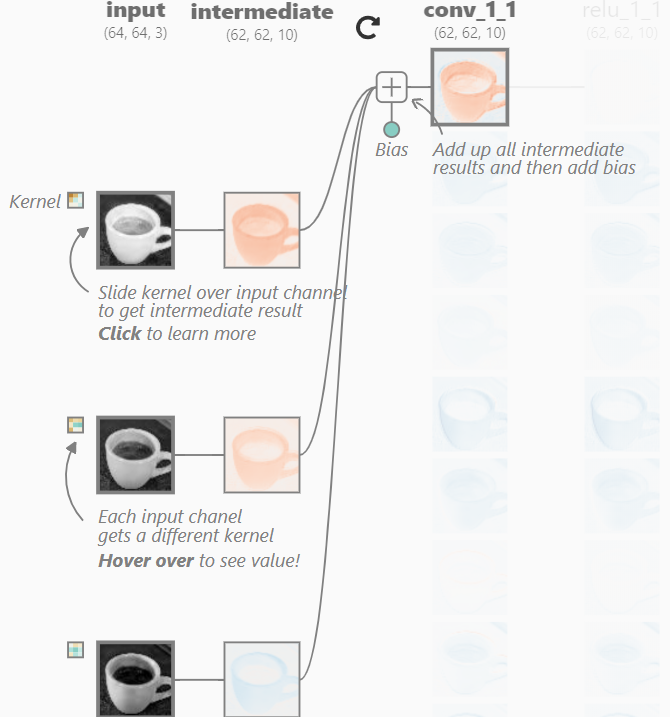 input intermediate conv_1_1 relu_1_1
(64, 64, 3) (62, 62, 10) (62, 62, 10) (62, 62, 10)
Bias
Add up all intermediate
results and then add bias
Kernel
Slide kernel over input channel
to get intermediate result
Click to learn more
Each input chanel
gets a different kernel
Hover over to see value!